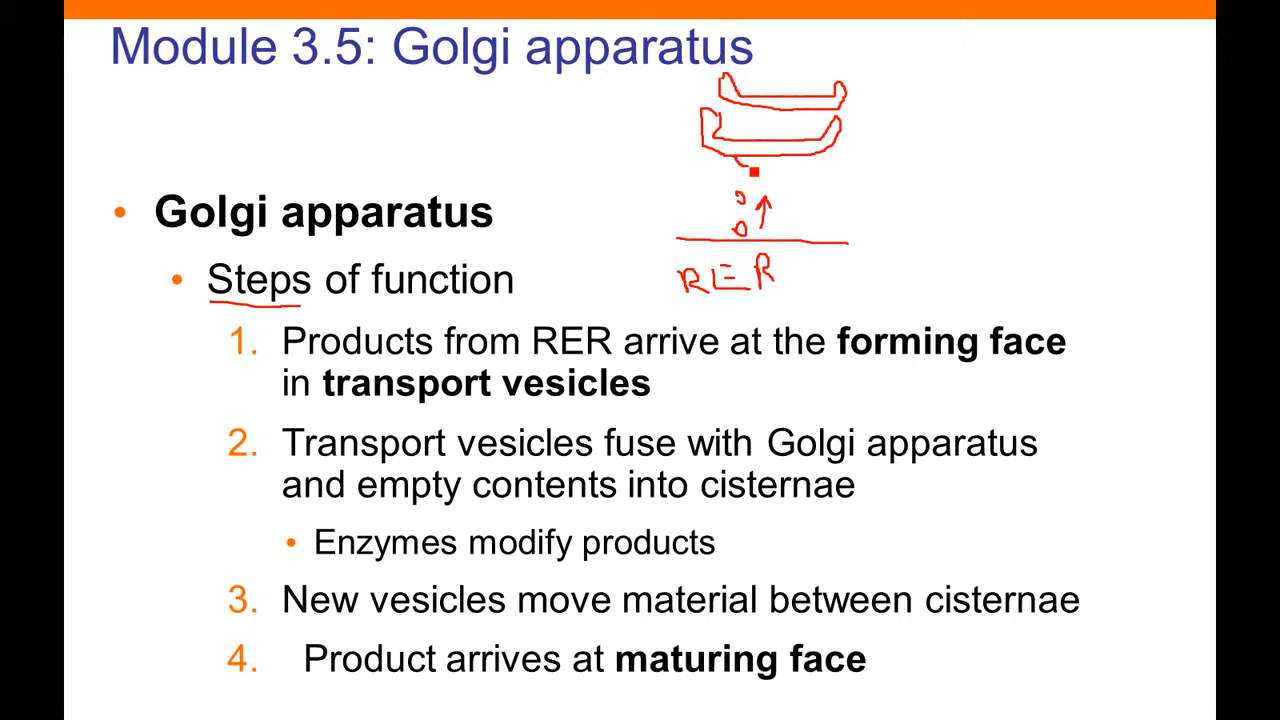 Module 3.5: Golgi apparatus
• Golgi apparatus
• Steps of function
RER
1. Products from RER arrive at the forming face
in transport vesicles
2. Transport vesicles fuse with Golgi apparatus
and empty contents into cisternae
• Enzymes modify products
3. New vesicles move material between cisternae
4. Product arrives at maturing face